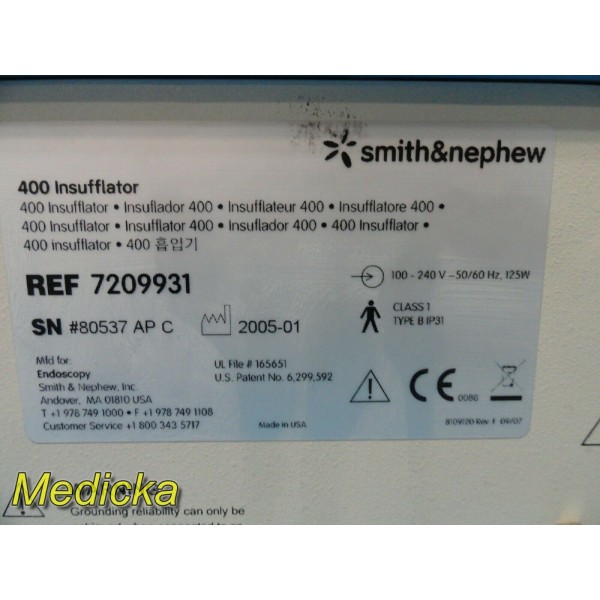 smith&nephew
400 Insufflator
400 Insufflator • Insuflador 400 • Insufflateur 400 • Insufflatore 400 •
400 Insufflator • Insufflator 400 • Insuflador 400 • 400 Insufflator •
400 insufflator • 400 흡입기
REF 7209931
100 - 240 V ~50/60 Hz, 125W
SN #80537 AP C
2005-01
CLASS 1
TYPE B IP31
Mfd for:
Endoscopy
Smith & Nephew, Inc.
Andover, MA 01810 USA
T +1 978 749 1000 • F +1 978 749 1108
Customer Service +1 800 343 5717
UL File # 165651
U.S. Patent No. 6,299,592
Made in USA
CE 0086
8109120 Rev. F 09/07
Medicka
Grounding reliability can only be